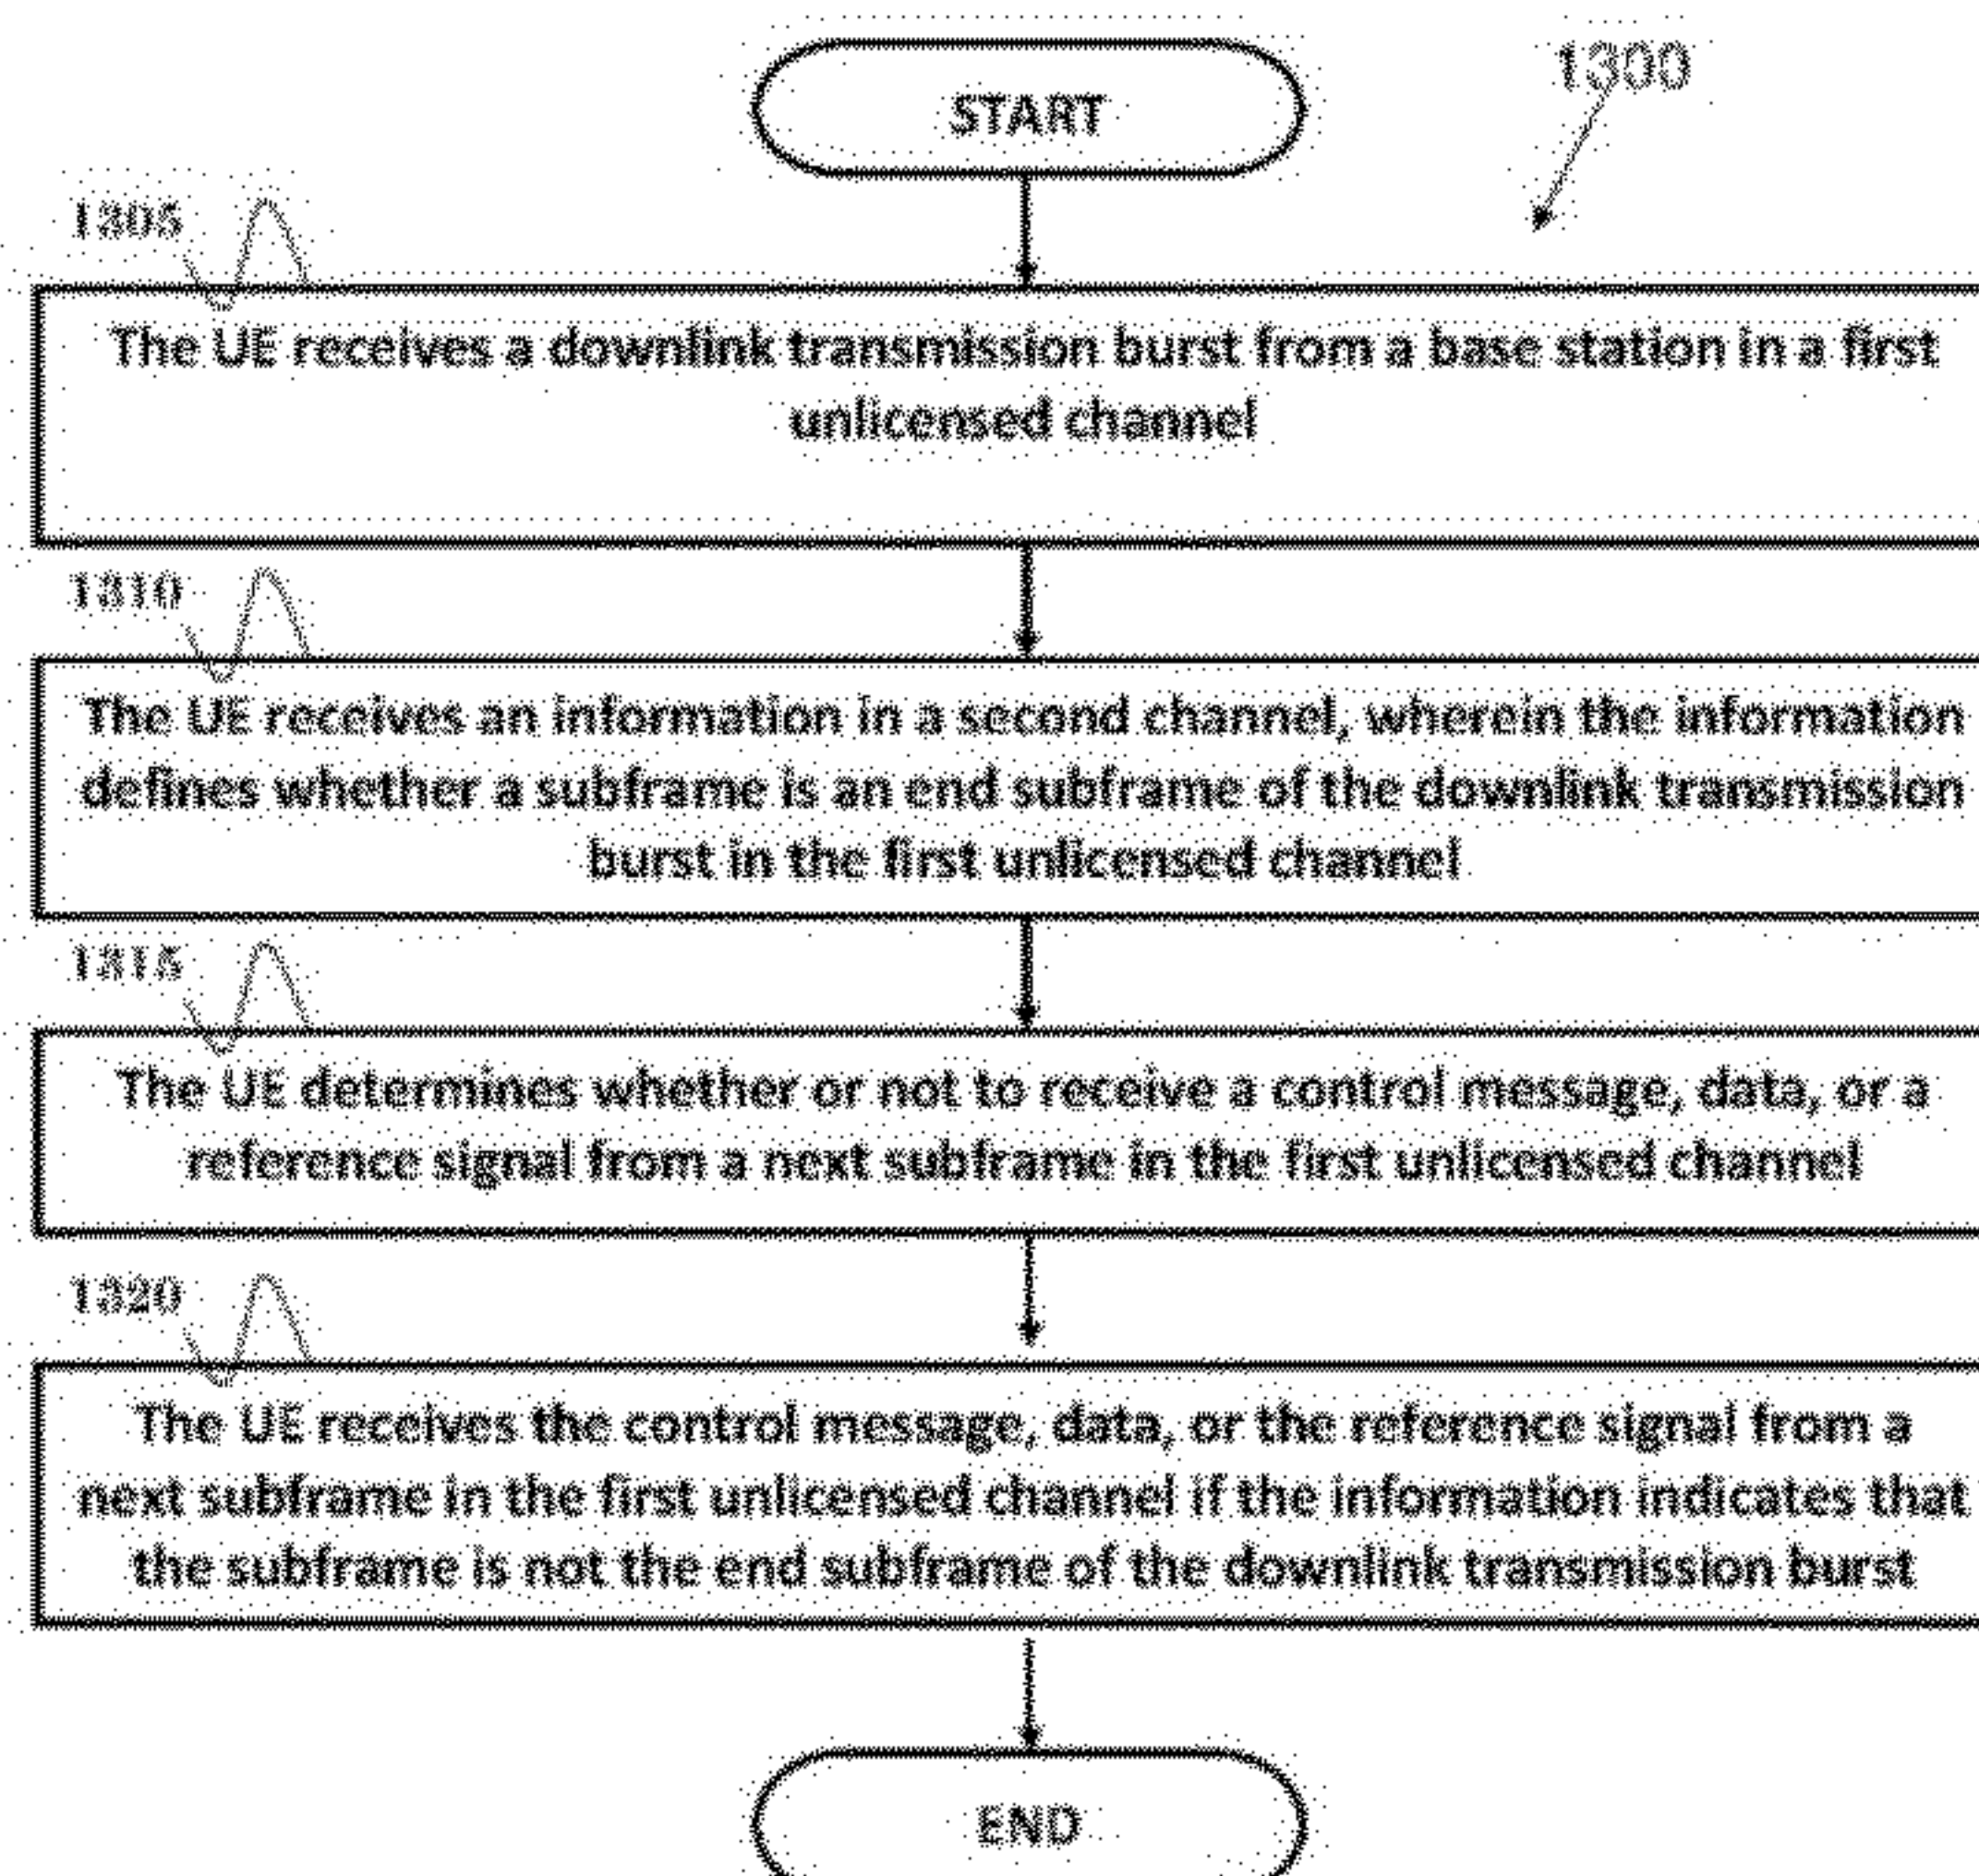 START
1300
1305
The UE receives a downlink transmission burst from a base station in a first
unlicensed channel
1310
The UE receives an information in a second channel, wherein the information
defines whether a subframe is an end subframe of the downlink transmission
burst in the first unlicensed channel
1315
The UE determines whether or not to receive a control message, data, or a
reference signal from a next subframe in the first unlicensed channel
1320
The UE receives the control message, data, or the reference signal from a
next subframe in the first unlicensed channel if the information indicates that
the subframe is not the end subframe of the downlink transmission burst
END